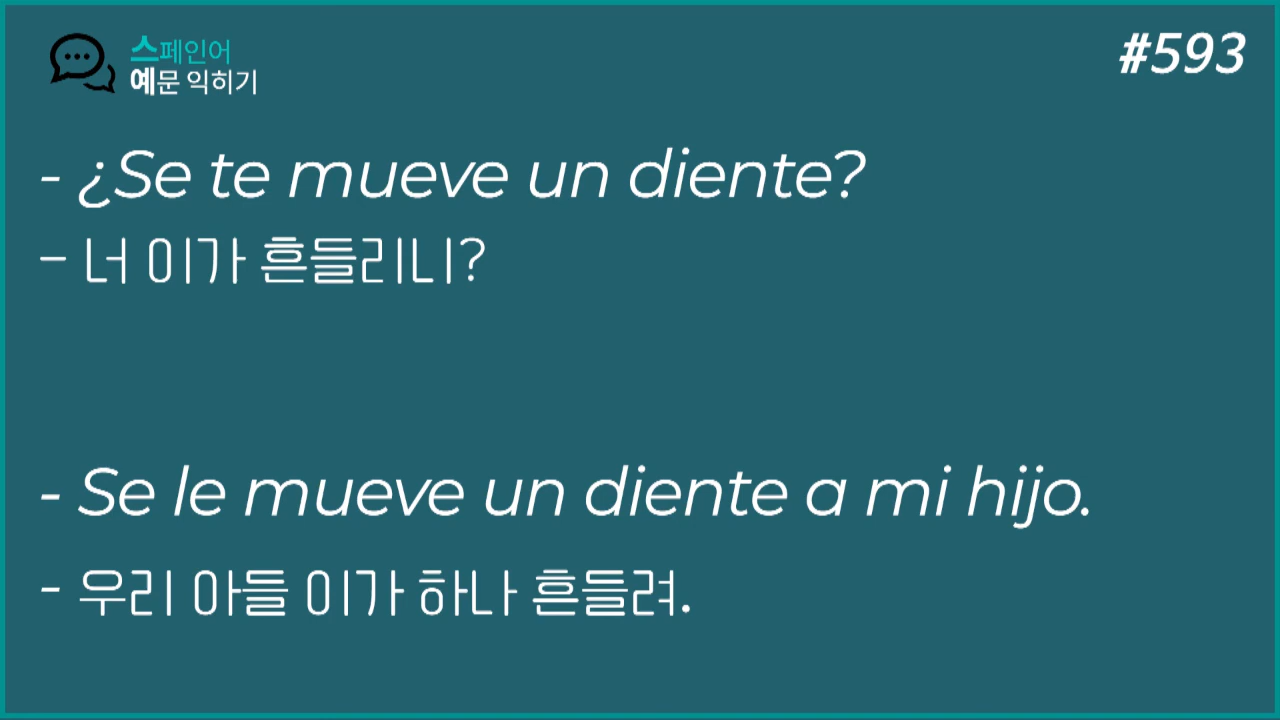 스페인어
예문 익히기
#593
- ¿Se te mueve un diente?
- 너 이가 흔들리니?
- Se le mueve un diente a mi hijo.
- 우리 아들 이가 하나 흔들려.